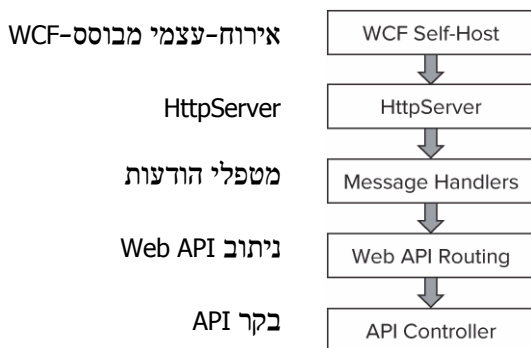 אירוח-עצמי מבוסס-WCF
WCF Self-Host
HttpServer
HttpServer
מטפלי הודעות
Message Handlers
ניתוב Web API
Web API Routing
בקר API
API Controller